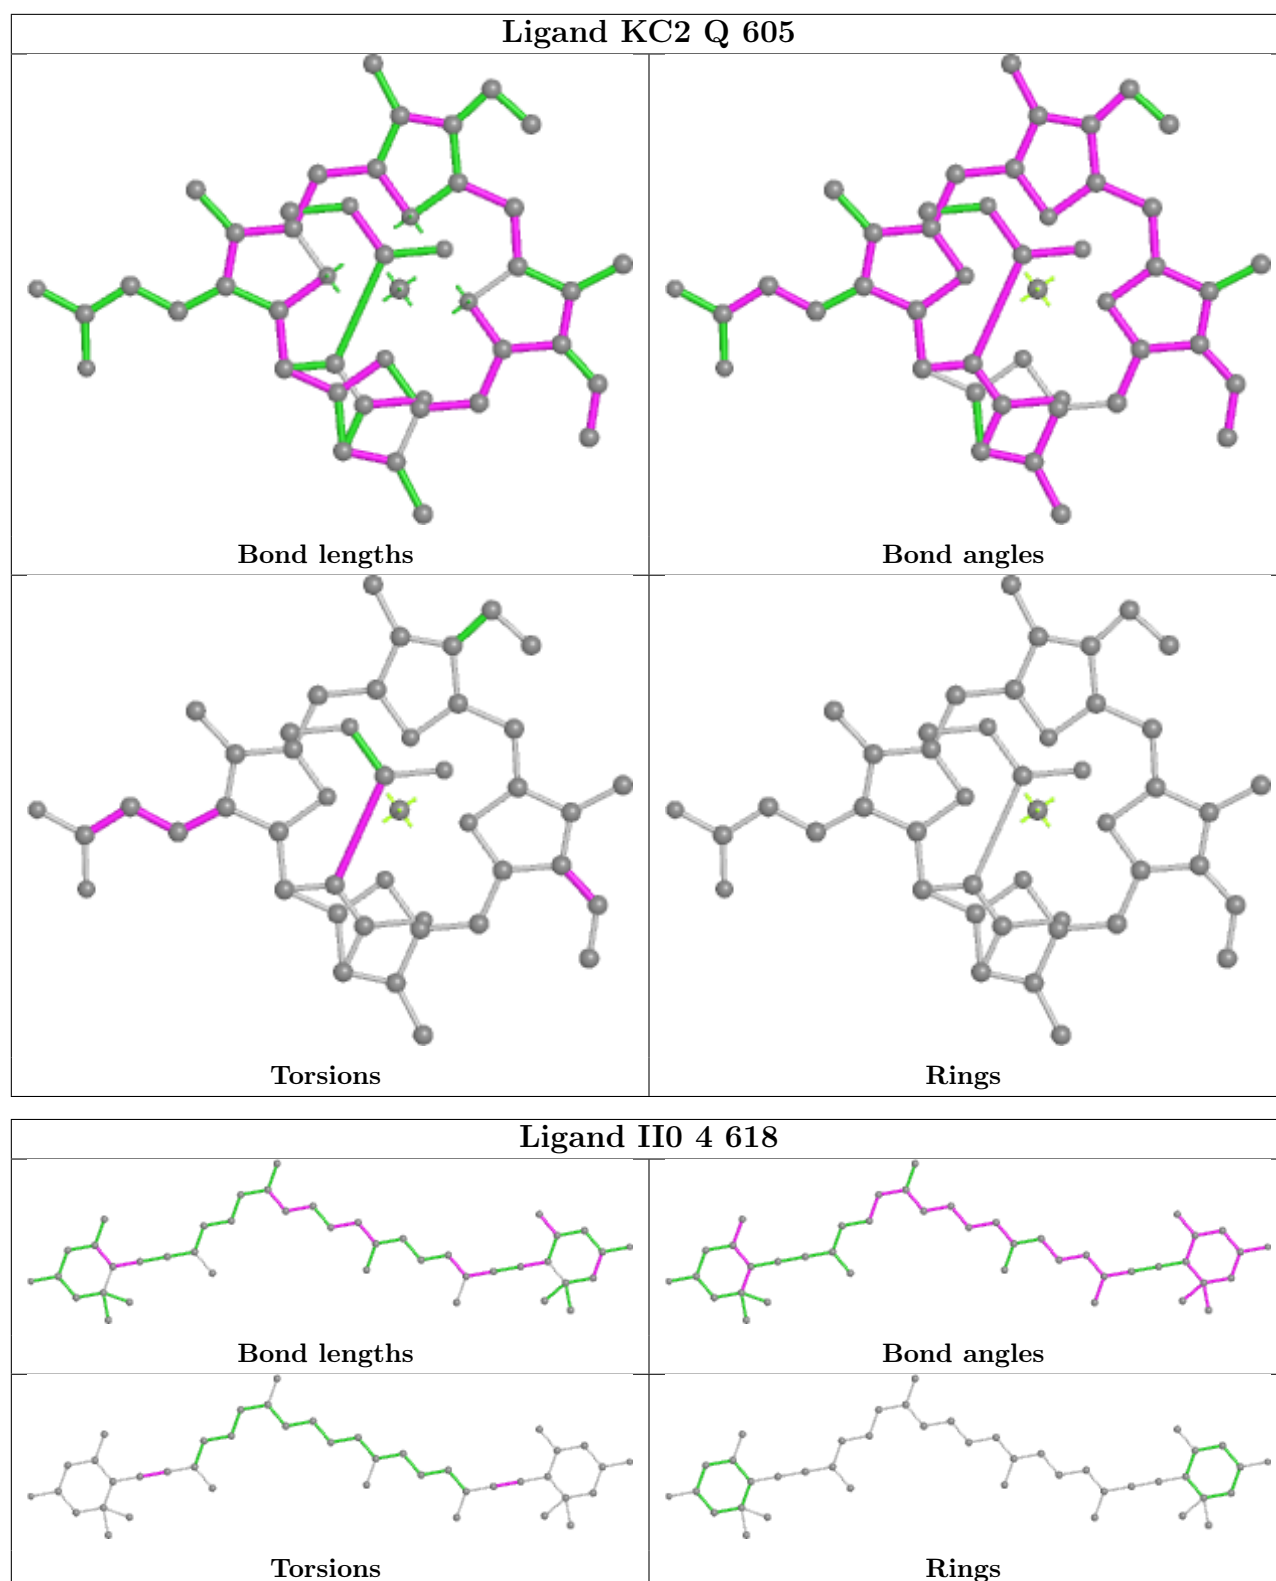 Ligand KC2 Q 605
Bond lengths
Bond angles
Torsions
Rings
Ligand II0 4 618
Bond lengths
Bond angles
Torsions
Rings